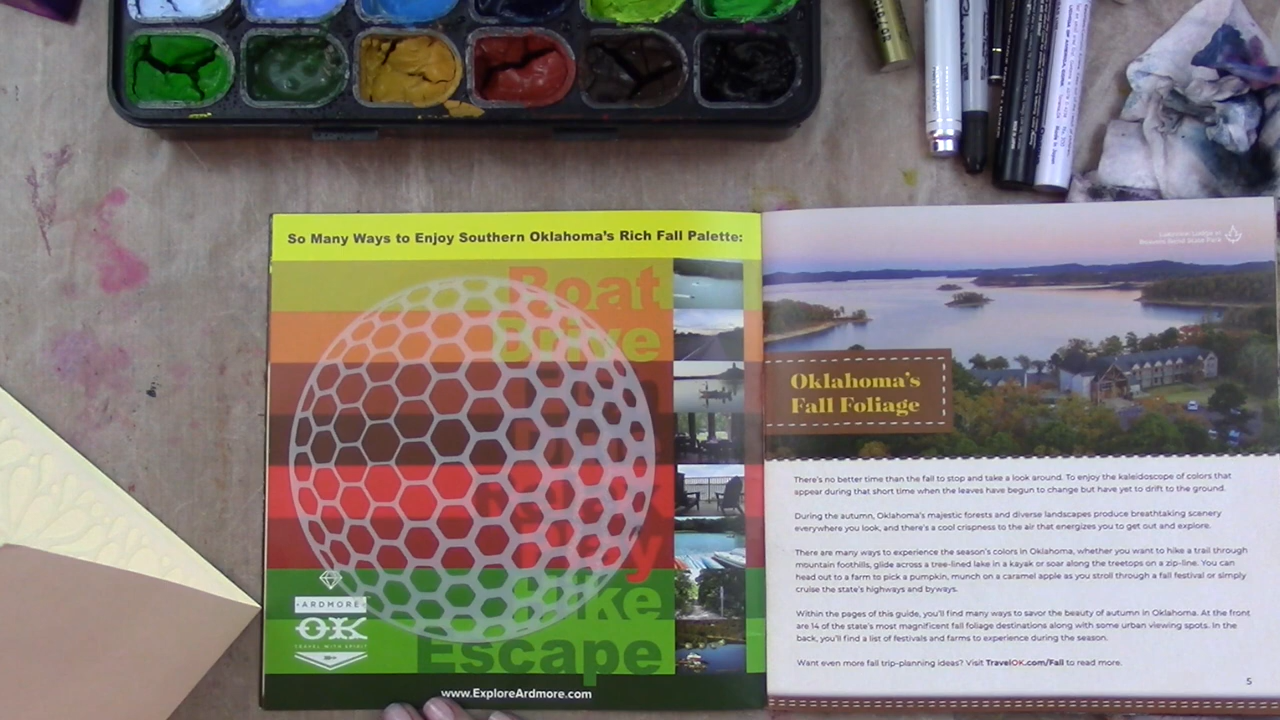 So Many Ways to Enjoy Southern Oklahoma's Rich Fall Palette:
Boat
Drive
Play
Hike
Escape
ARDMORE
OK
TRAVEL WITH SPIRIT
www.ExploreArdmore.com
Lakeview Lodge at
Beavers Bend State Park
Oklahoma's
Fall Foliage
There's no better time than the fall to stop and take a look around. To enjoy the kaleidoscope of colors that
appear during that short time when the leaves have begun to change but have yet to drift to the ground.
During the autumn, Oklahoma's majestic forests and diverse landscapes produce breathtaking scenery
everywhere you look, and there's a cool crispness to the air that energizes you to get out and explore.
There are many ways to experience the season's colors in Oklahoma, whether you want to hike a trail through
mountain foothills, glide across a tree-lined lake in a kayak or soar along the treetops on a zip-line. You can
head out to a farm to pick a pumpkin, munch on a caramel apple as you stroll through a fall festival or simply
cruise the state's highways and byways.
Within the pages of this guide, you'll find many ways to savor the beauty of autumn in Oklahoma. At the front
are 14 of the state's most magnificent fall foliage destinations along with some urban viewing spots. In the
back, you'll find a list of festivals and farms to experience during the season.
Want even more fall trip-planning ideas? Visit TravelOK.com/Fall to read more.
5